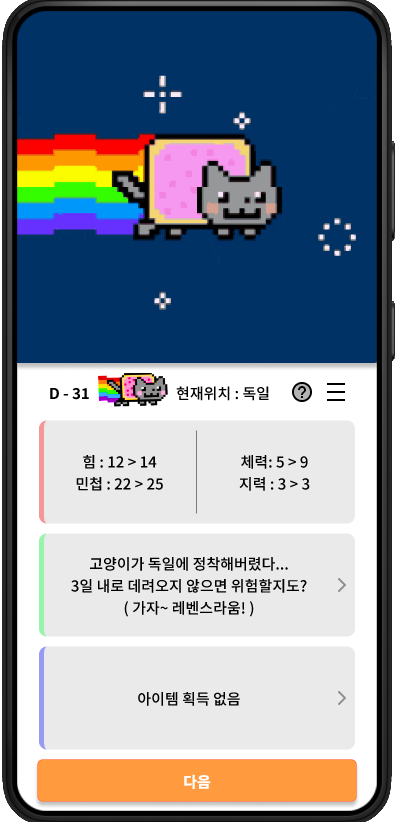 D - 31 현재위치 : 독일
힘 : 12 > 14
민첩 : 22 > 25
체력: 5 > 9
지력 : 3 > 3
고양이가 독일에 정착해버렸다...
3일 내로 데려오지 않으면 위험할지도?
( 가자~ 레벤스라움! )
아이템 획득 없음
다음